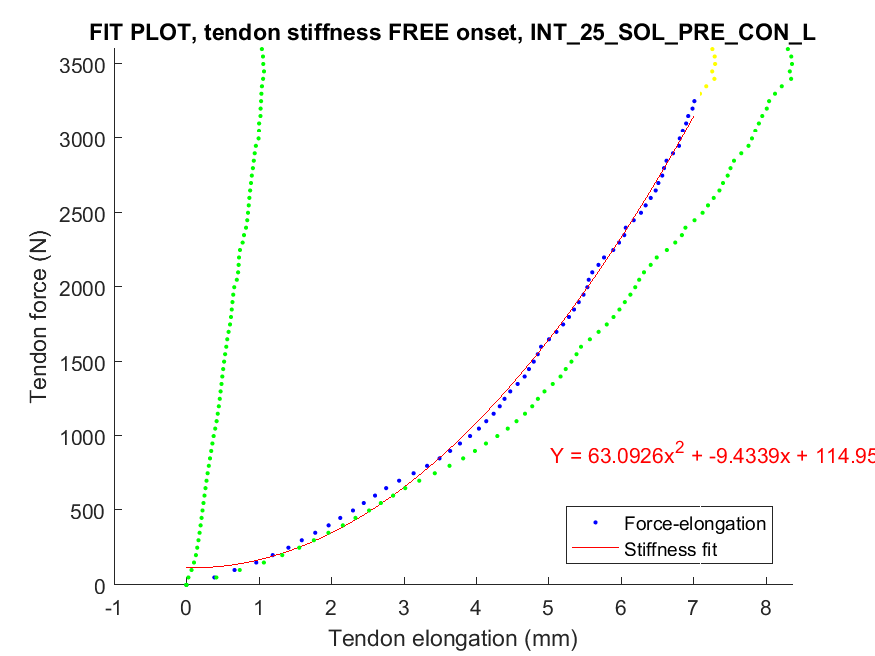 FIT PLOT, tendon stiffness FREE onset, INT_25_SOL_PRE_CON_L
3500
3000
2500
2000
1500
1000
500
0
Tendon force (N)
Y = 63.0926x² + -9.4339x + 114.95
Force-elongation
Stiffness fit
-1 0 1 2 3 4 5 6 7 8
Tendon elongation (mm)